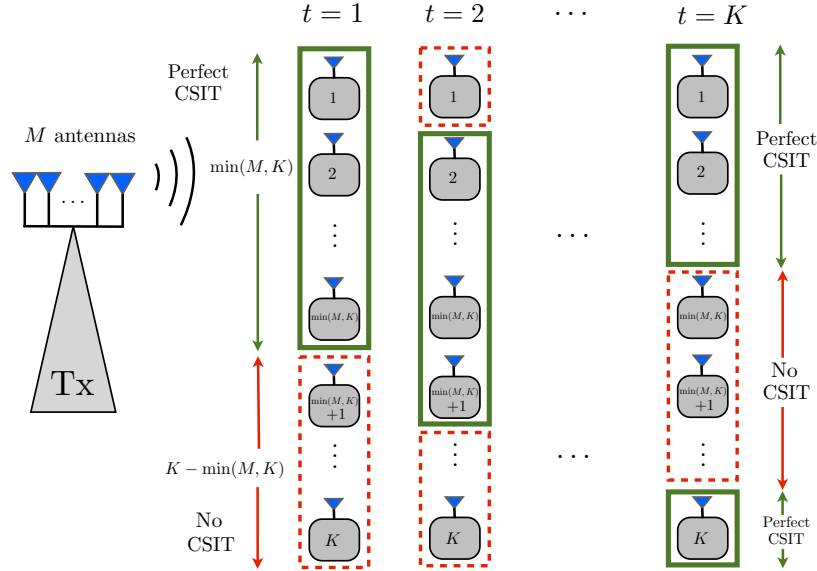 t = 1
t = 2
· · ·
t = K
Perfect
CSIT
M antennas
min(M, K)
· · ·
Tx
K − min(M, K)
No
CSIT
1
2
⋮
min(M, K)
min(M, K)
+1
⋮
K
1
2
⋮
min(M, K)
min(M, K)
+1
⋮
K
· · ·
· · ·
· · ·
1
2
⋮
min(M, K)
min(M, K)
+1
⋮
K
Perfect
CSIT
No
CSIT
Perfect
CSIT